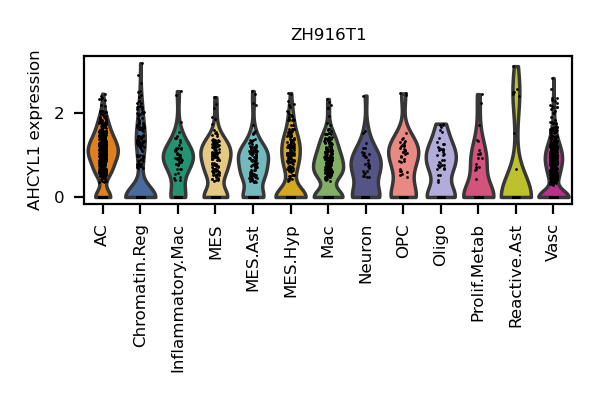 ZH916T1
AHCYL1 expression
2
0
AC
Chromatin.Reg
Inflammatory.Mac
MES
MES.Ast
MES.Hyp
Mac
Neuron
OPC
Oligo
Prolif.Metab
Reactive.Ast
Vasc